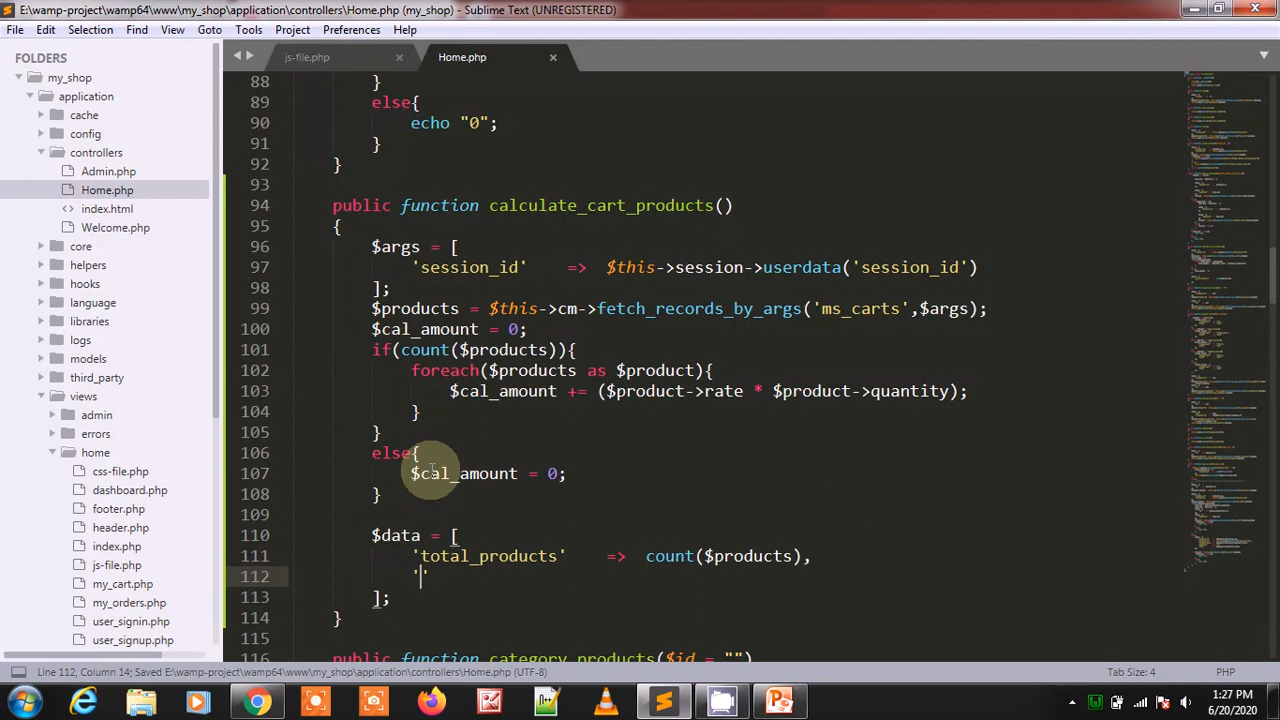 E:\wamp-project\wamp64\www\my_shop\application\controllers\Home.php (my_shop) - Sublime Text (UNREGISTERED)
File Edit Selection Find View Goto Tools Project Preferences Help
FOLDERS
my_shop
application
cache
config
controllers
Admin.php
Home.php
index.html
Welcome.php
core
helpers
hooks
language
libraries
logs
models
third_party
views
admin
errors
home
css-file.php
dashboard.php
footer.php
header.php
index.php
js-file.php
my_cart.php
my_orders.php
user_signin.php
user_signup.php
js-file.php
Home.php
88 }
89 else{
90 echo "0";
91 }
92 }
93
94 public function calculate_cart_products()
95 {
96 $args = [
97 'session_id' => $this->session->userdata('session_id')
98 ];
99 $products = $this->cm->fetch_records_by_args('ms_carts',$args);
100 $cal_amount = 0;
101 if(count($products)){
102 foreach($products as $product){
103 $cal_amount += ($product->rate * $product->quantity);
104 }
105 }
106 else{
107 $cal_amount = 0;
108 }
109
110 $data = [
111 'total_products' => count($products),
112 ''
113 ];
114 }
115
116 public function category_products($id = "")
Line 112, Column 14; Saved E:\wamp-project\wamp64\www\my_shop\application\controllers\Home.php (UTF-8)
Tab Size: 4
PHP
1:27 PM
6/20/2020